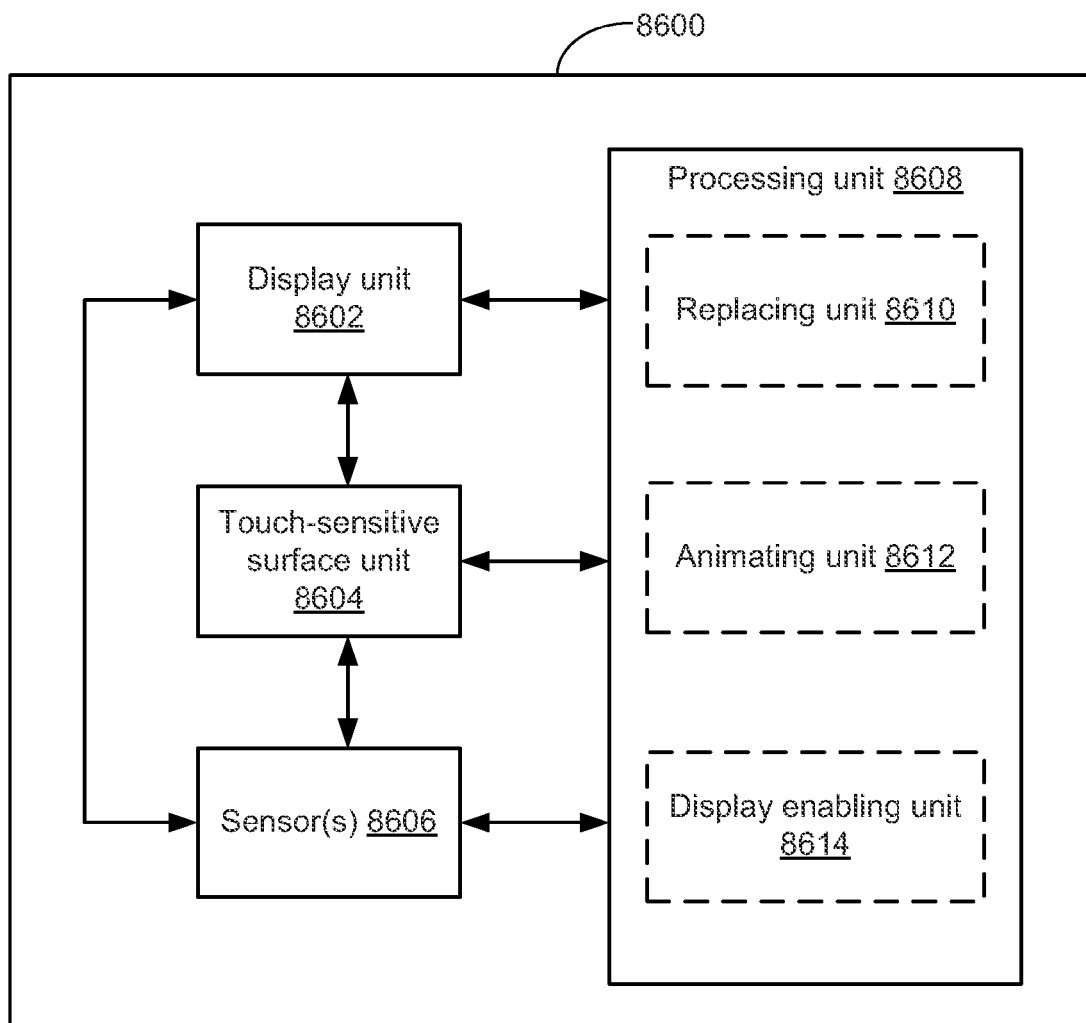 8600
Processing unit 8608
Display unit
8602
Replacing unit 8610
Touch-sensitive
surface unit
8604
Animating unit 8612
Sensor(s) 8606
Display enabling unit
8614